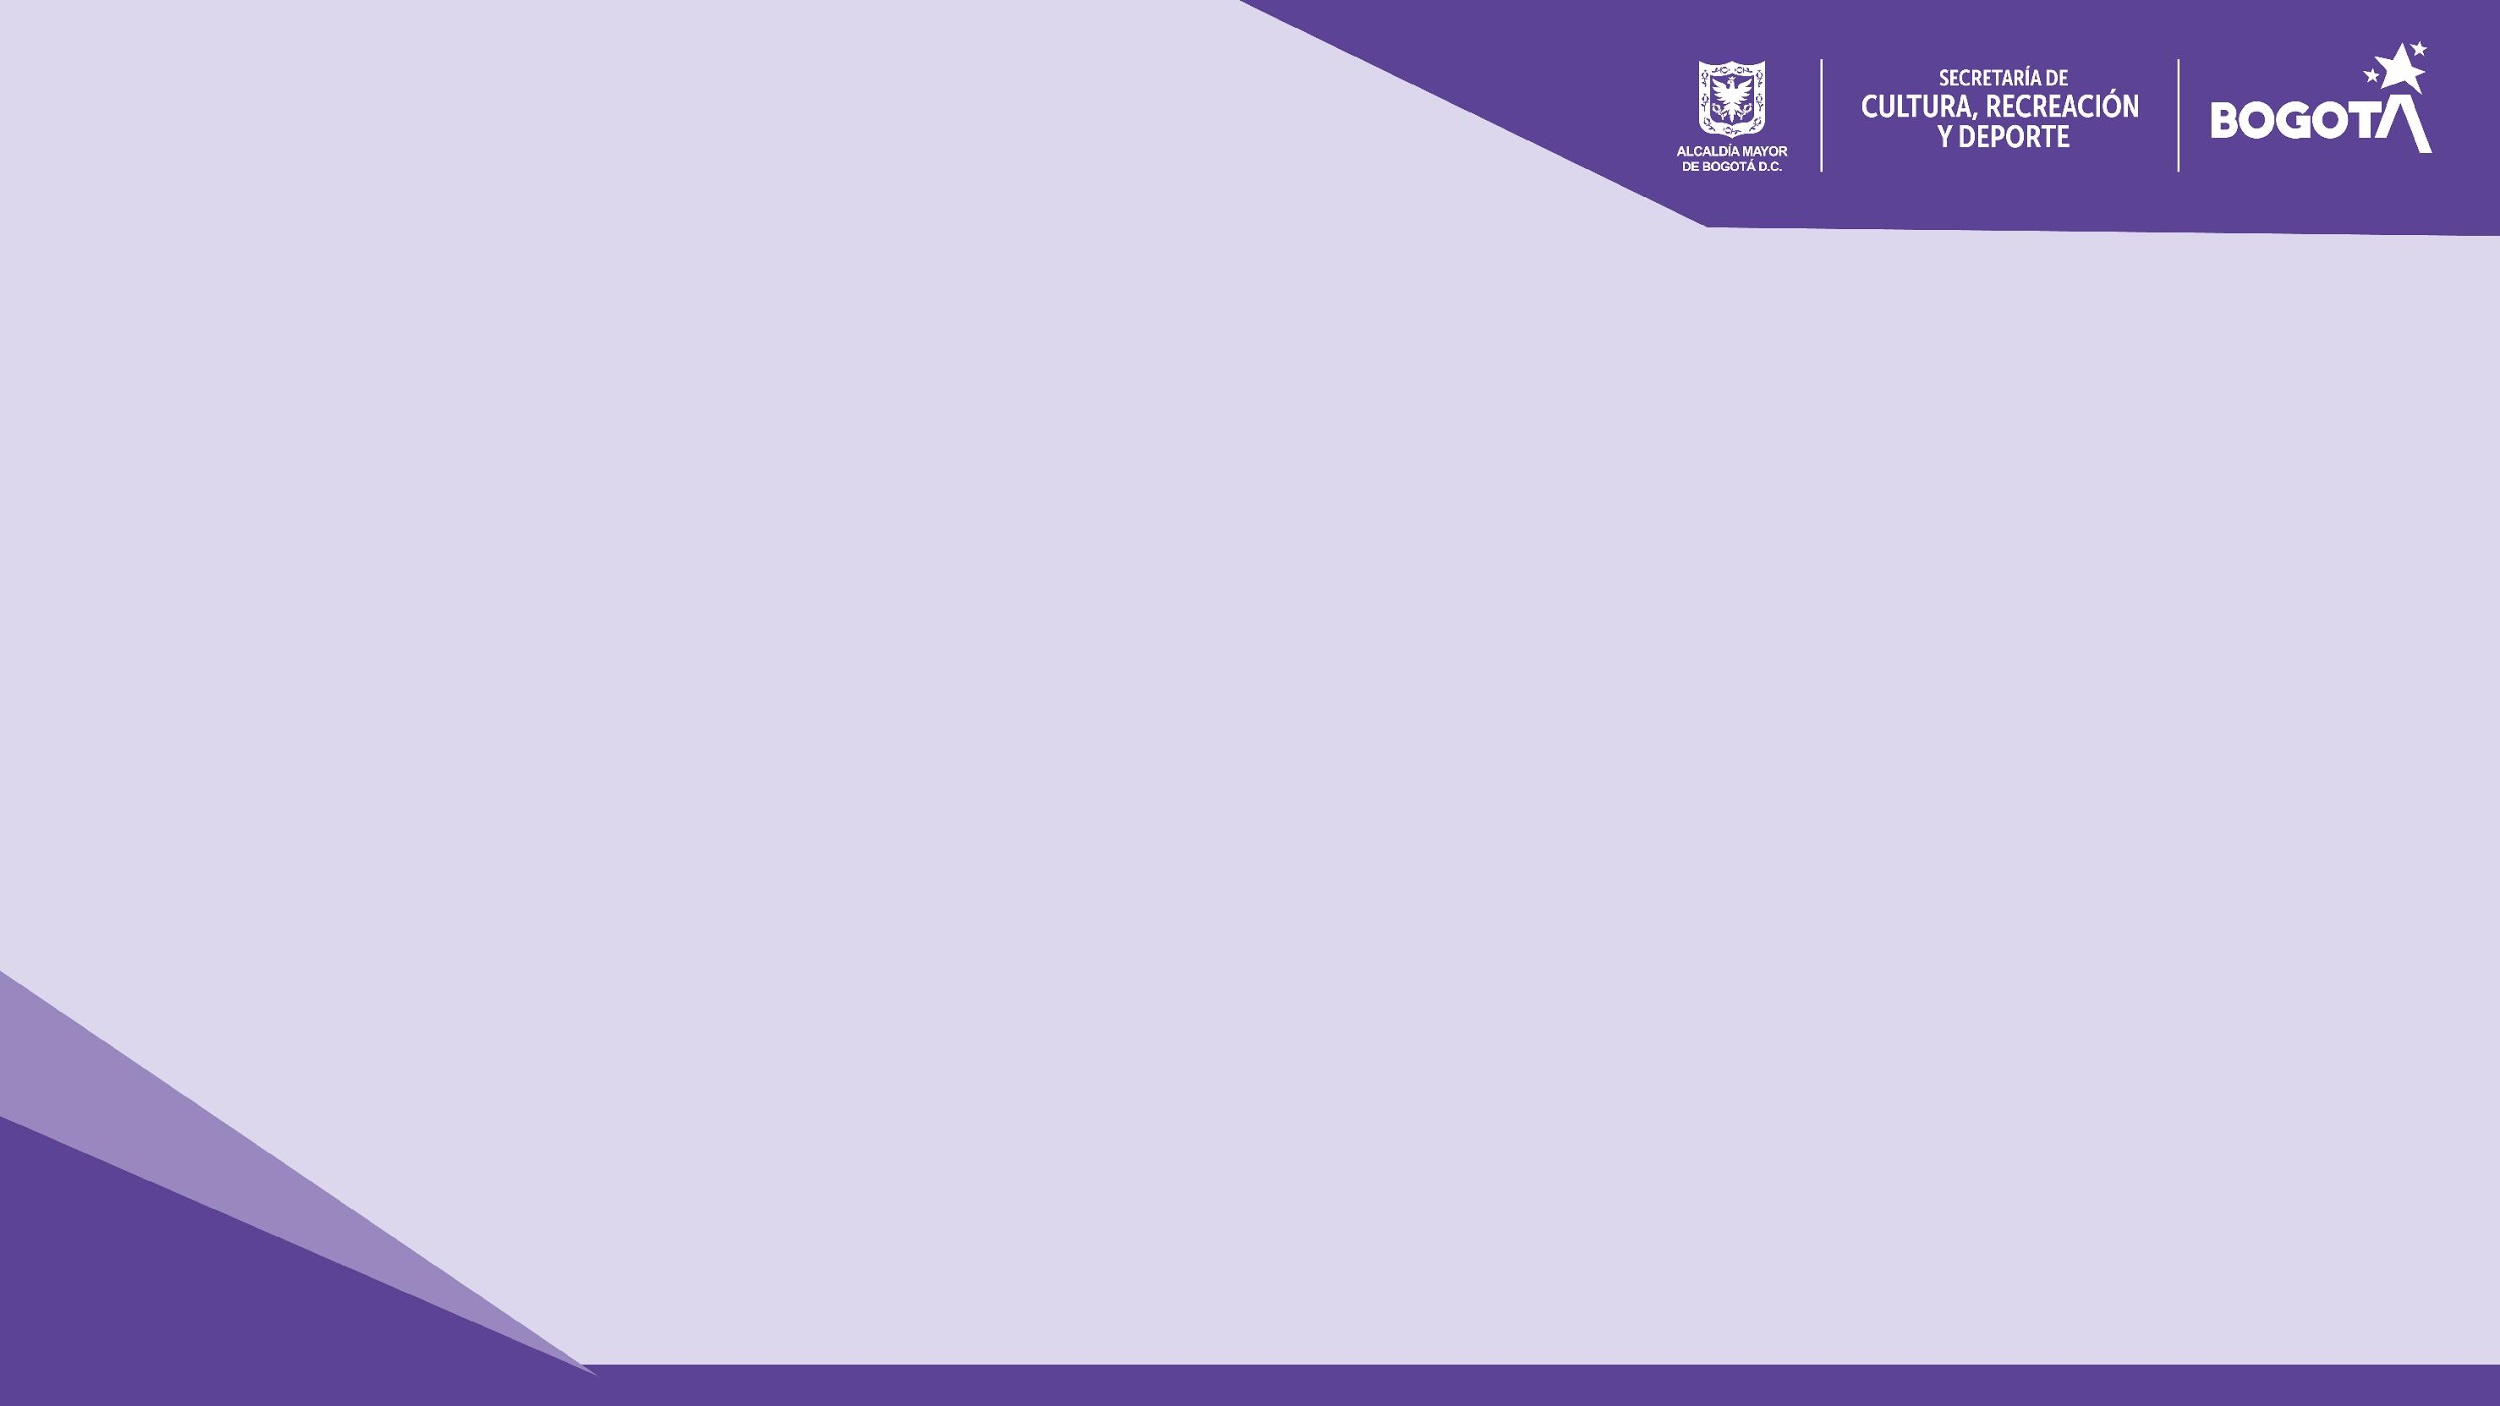 ALCALDÍA MAYOR
DE BOGOTÁ D.C.
SECRETARÍA DE
CULTURA, RECREACIÓN
Y DEPORTE
BOGOTÁ